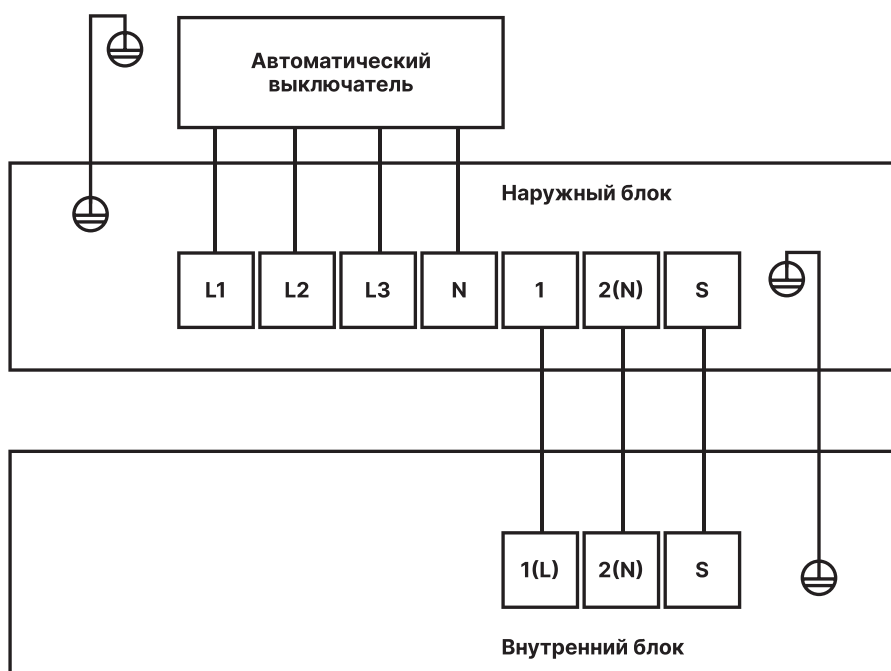 Автоматический
выключатель
Наружный блок
L1 L2 L3 N 1 2(N) S
1(L) 2(N) S
Внутренний блок